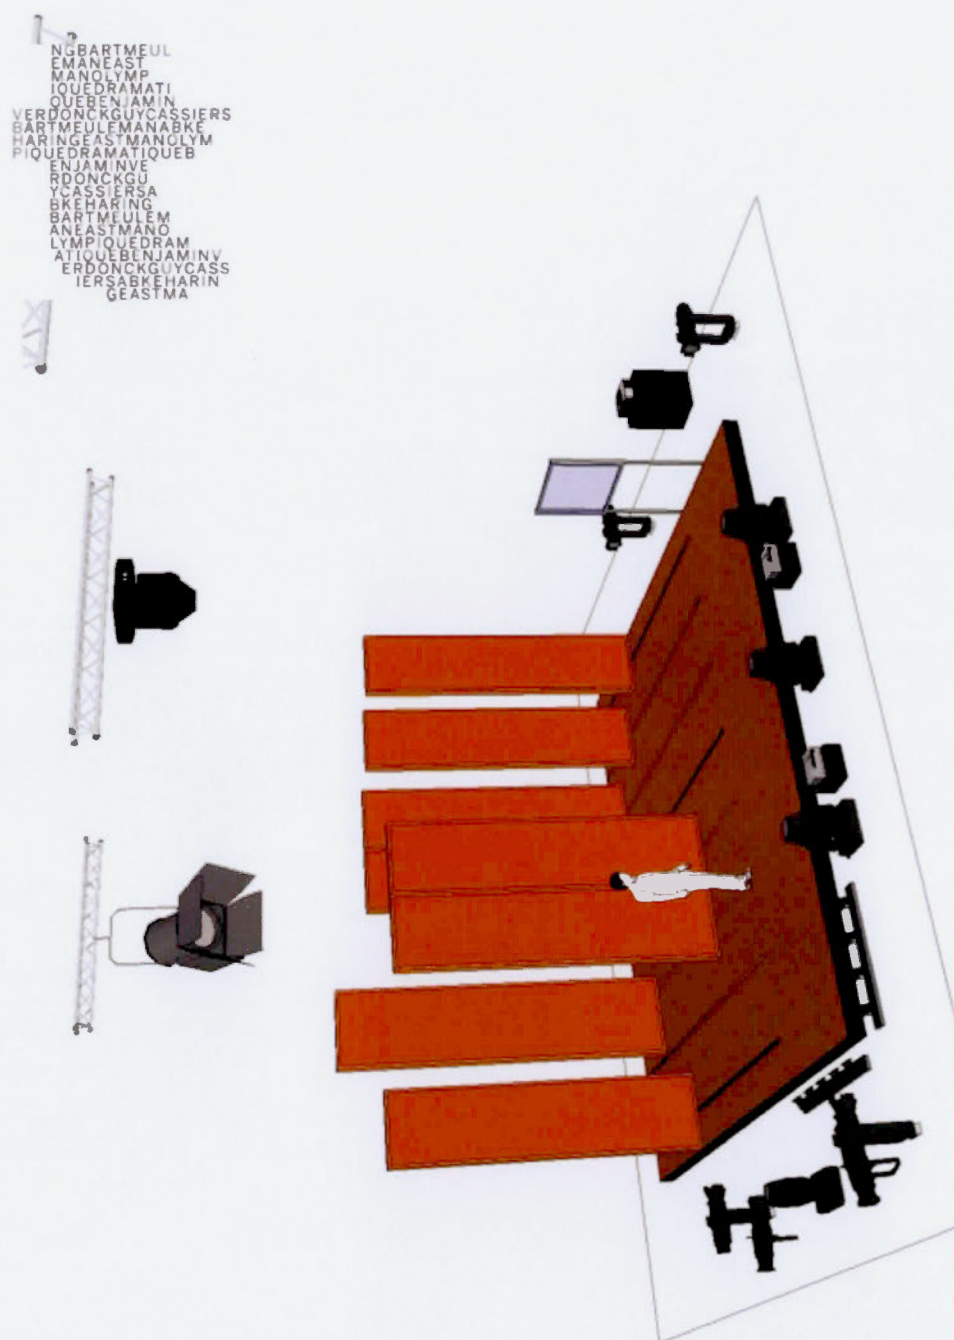 NGBARTMEUL
EMANEAST
MANOLYMP
IQUEDRAMATI
QUEBENJAMIN
VERDONCKGUYCASSIERS
BARTMEULEMANABKE
HARINGEASTMANOLYM
PIQUEDRAMATIQUEB
ENJAMINVE
RDONCKGU
YCASSIERSA
BKEHARING
BARTMEULEM
ANEASTMANO
LYMPIQUEDRAM
ATIQUEBENJAMINV
ERDONCKGUYCASS
IERSABKEHARIN
GEASTMA